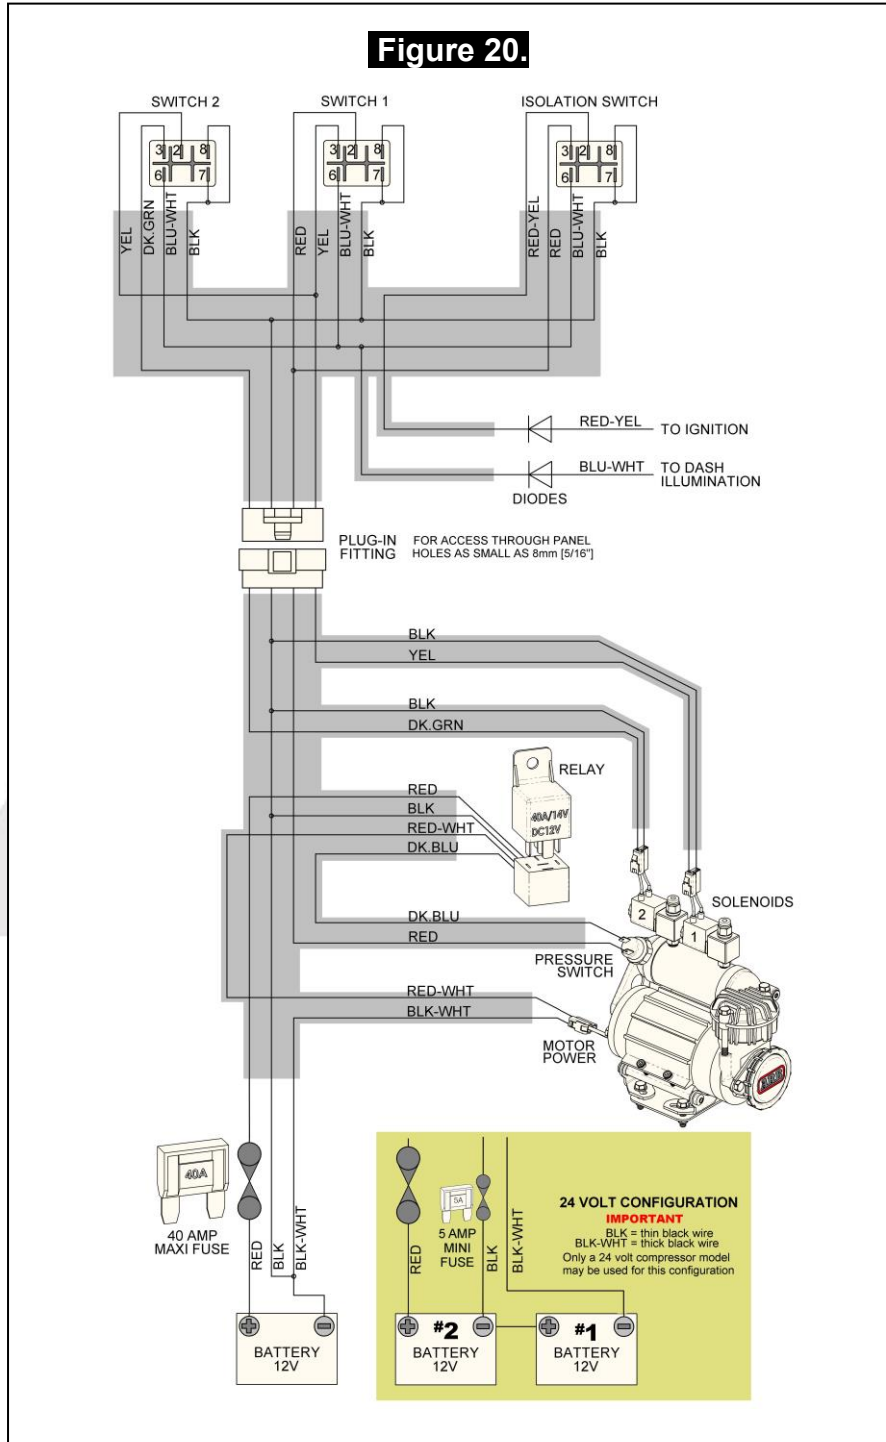 Figure 20.
SWITCH 2
SWITCH 1
ISOLATION SWITCH
3 2 8
6 7
3 2 8
6 7
3 2 8
6 7
YEL
DK.GRN
BLU-WHT
BLK
RED
YEL
BLU-WHT
BLK
RED-YEL
RED
BLU-WHT
BLK
RED-YEL
TO IGNITION
BLU-WHT
TO DASH
ILLUMINATION
DIODES
PLUG-IN
FITTING
FOR ACCESS THROUGH PANEL
HOLES AS SMALL AS 8mm [5/16"]
BLK
YEL
BLK
DK.GRN
RELAY
40A/14V
DC12V
RED
BLK
RED-WHT
DK.BLU
SOLENOIDS
2
1
DK.BLU
RED
PRESSURE
SWITCH
RED-WHT
BLK-WHT
MOTOR
POWER
ARB
40A
40 AMP
MAXI FUSE
RED
BLK
BLK-WHT
BATTERY
12V
5A
5 AMP
MINI
FUSE
RED
BLK
BLK-WHT
24 VOLT CONFIGURATION
IMPORTANT
BLK = thin black wire
BLK-WHT = thick black wire
Only a 24 volt compressor model
may be used for this configuration
#2
BATTERY
12V
#1
BATTERY
12V